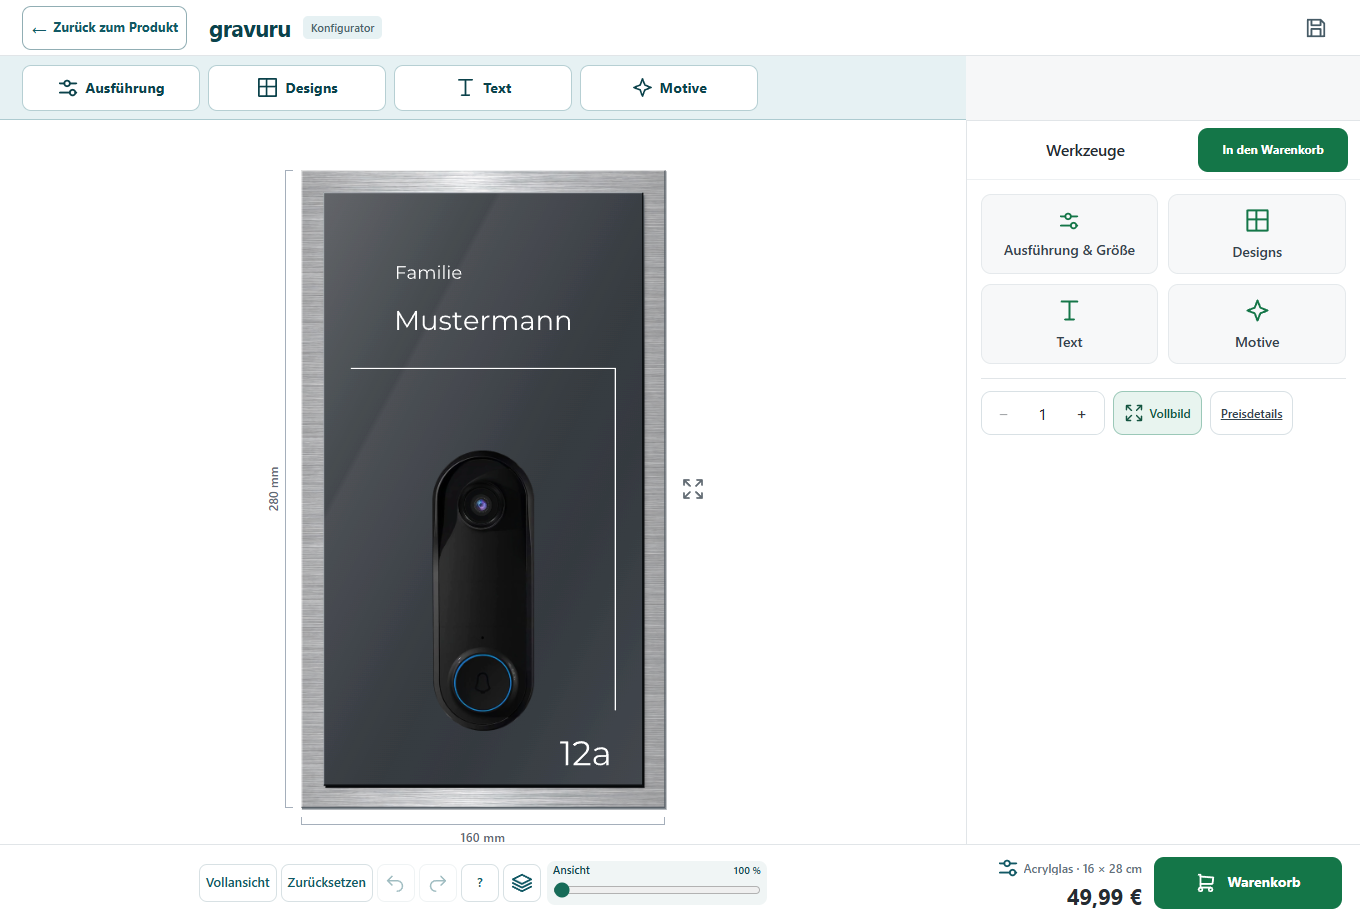 ← Zurück zum Produkt
gravuru
Konfigurator
Ausführung
Designs
Text
Motive
Werkzeuge
In den Warenkorb
Ausführung & Größe
Designs
Text
Motive
− 1 +
Vollbild
Preisdetails
Familie
Mustermann
12a
280 mm
160 mm
Vollansicht
Zurücksetzen
?
Ansicht
100 %
Acrylglas · 16 × 28 cm
49,99 €
Warenkorb